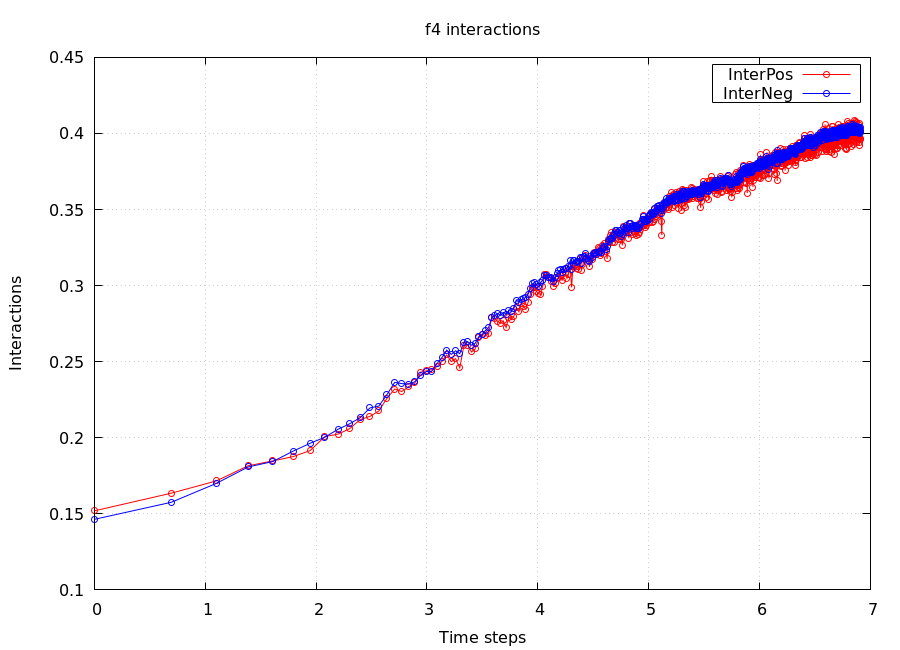 f4 interactions
InterPos
InterNeg
Interactions
0.45
0.4
0.35
0.3
0.25
0.2
0.15
0.1
0 1 2 3 4 5 6 7
Time steps